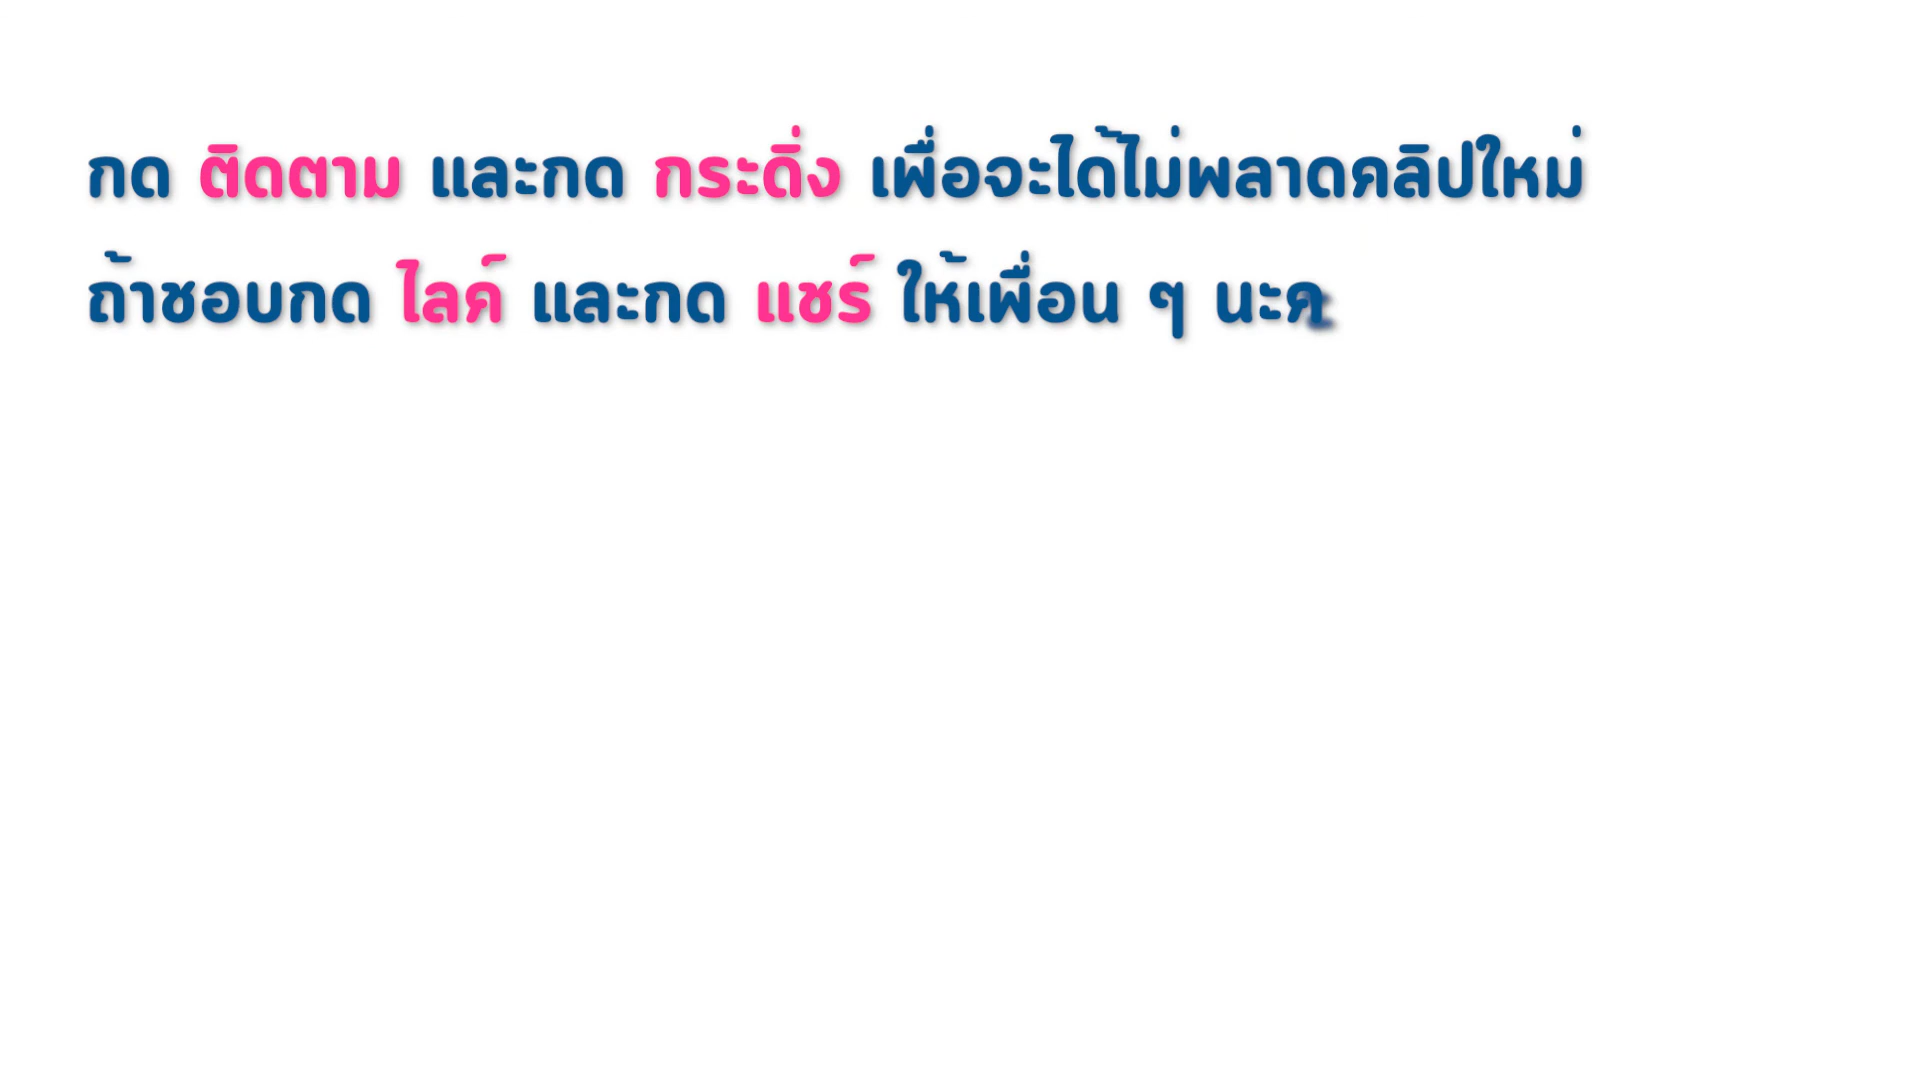 กด ติดตาม และกด กระดิ่ง เพื่อจะได้ไม่พลาดคลิปใหม่
ถ้าชอบกด ไลค์ และกด แชร์ ให้เพื่อน ๆ นะคะ